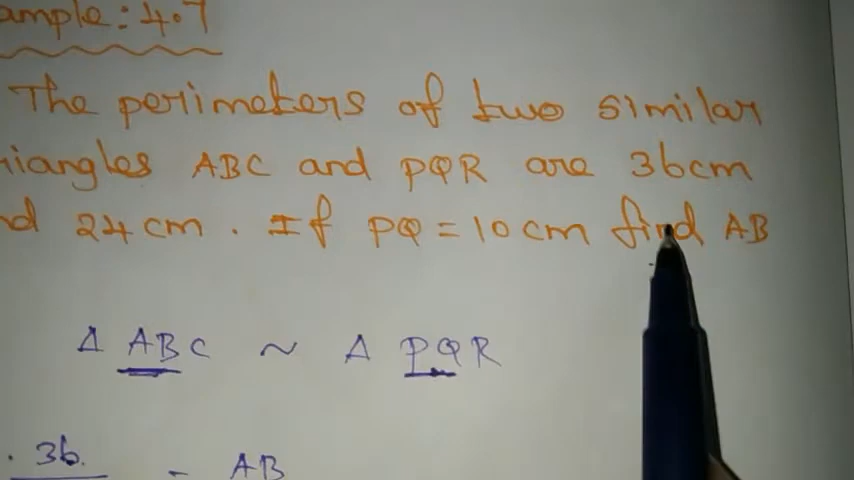 ample: 4.7
The perimeters of two similar
riangles ABC and PQR are 36cm
nd 24 cm. If PQ = 10 cm find AB
Δ ABC ~ Δ PQR
36 = AB